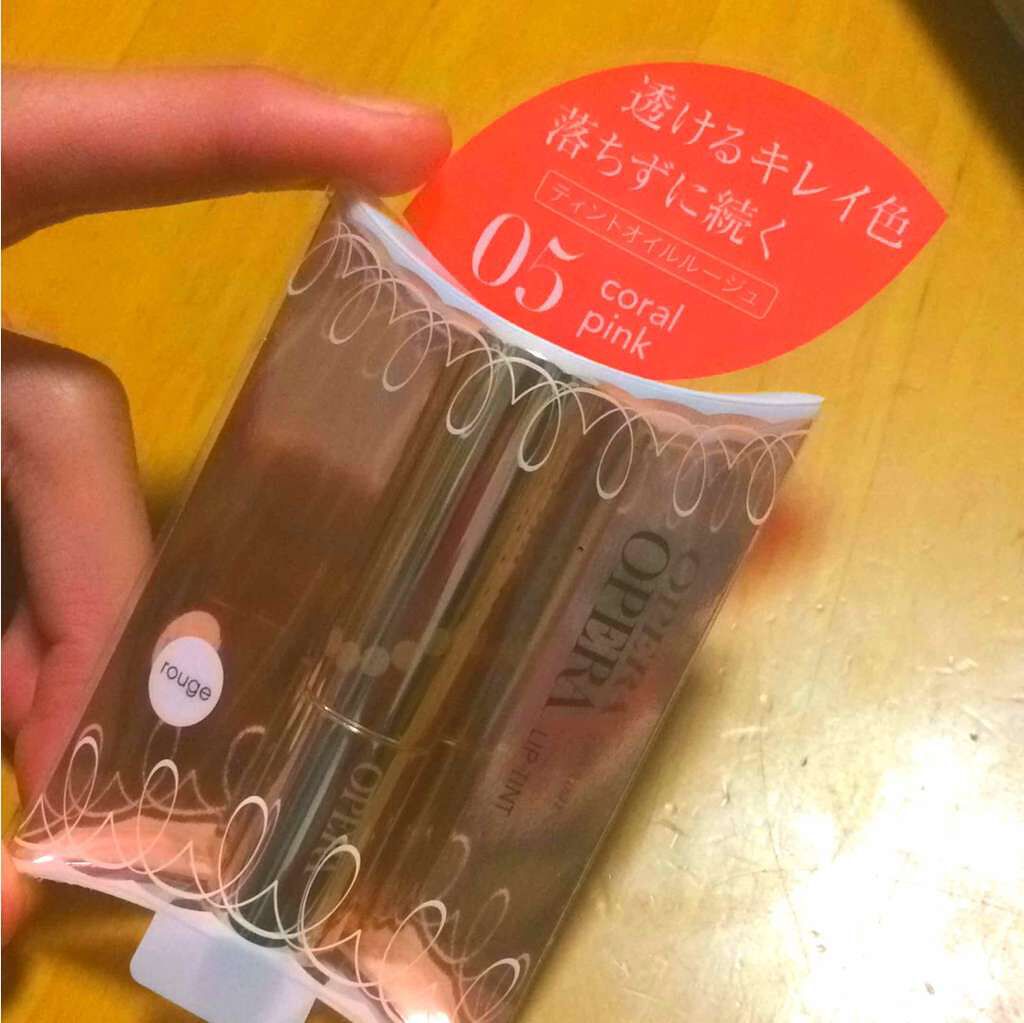 透けるキレイ色
落ちずに続く
ティントオイルルージュ
05
coral
pink
OPERA
LIP TINT
rouge
OPERA